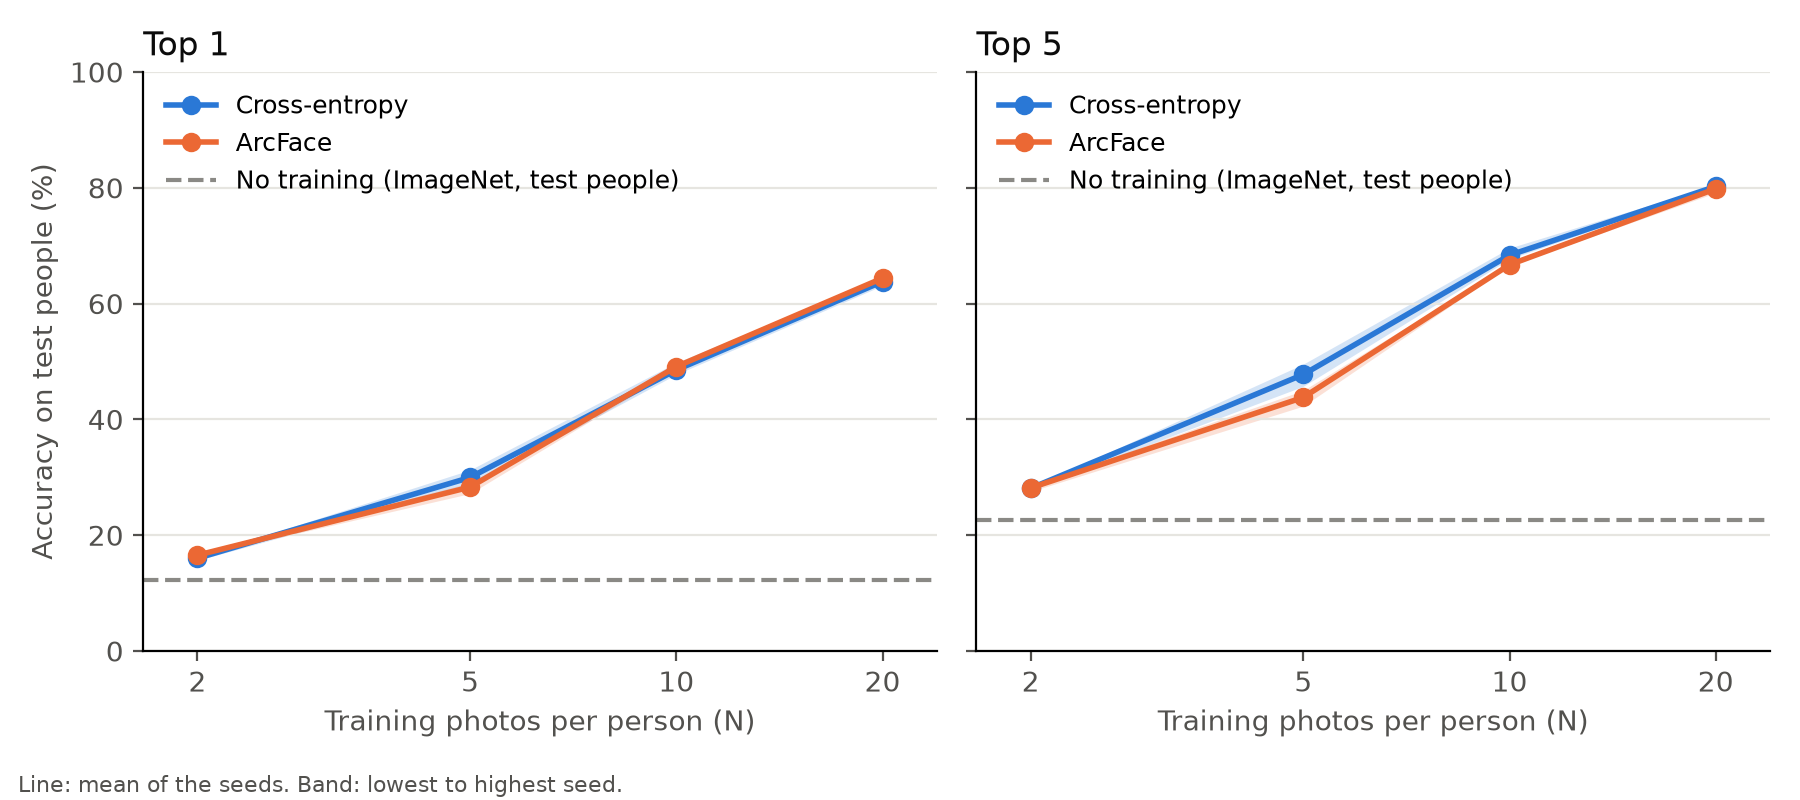 Top 1
Top 5
Accuracy on test people (%)
100
80
60
40
20
0
Cross-entropy
ArcFace
No training (ImageNet, test people)
2
5
10
20
Training photos per person (N)
Cross-entropy
ArcFace
No training (ImageNet, test people)
2
5
10
20
Training photos per person (N)
Line: mean of the seeds. Band: lowest to highest seed.